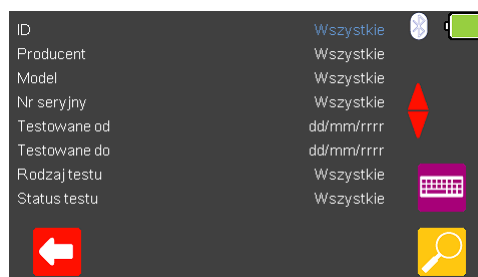 ID Wszystkie
Producent Wszystkie
Model Wszystkie
Nr seryjny Wszystkie
Testowane od dd/mm/rrrr
Testowane do dd/mm/rrrr
Rodzaj testu Wszystkie
Status testu Wszystkie